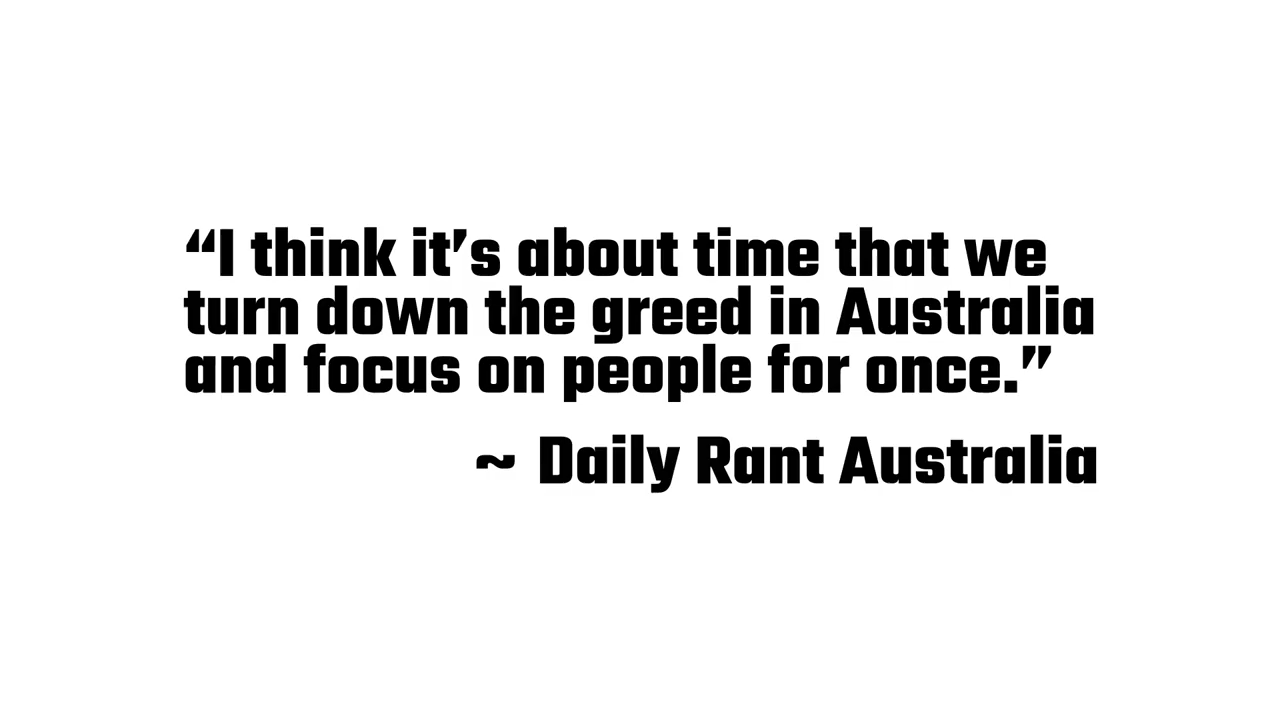 “I think it’s about time that we
turn down the greed in Australia
and focus on people for once.”
~ Daily Rant Australia